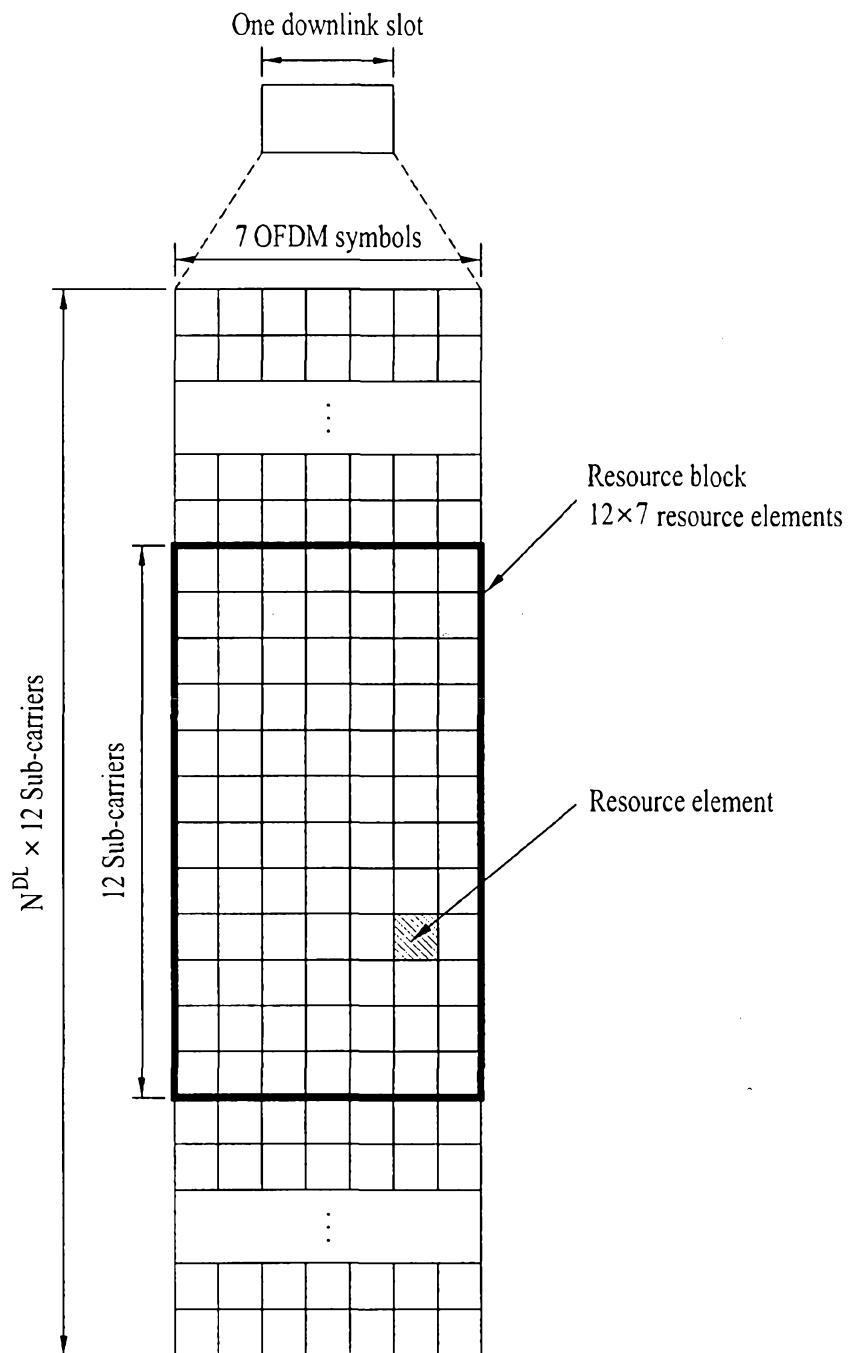 One downlink slot
7 OFDM symbols
⋮
Resource block
12×7 resource elements
N^DL × 12 Sub-carriers
12 Sub-carriers
Resource element
⋮